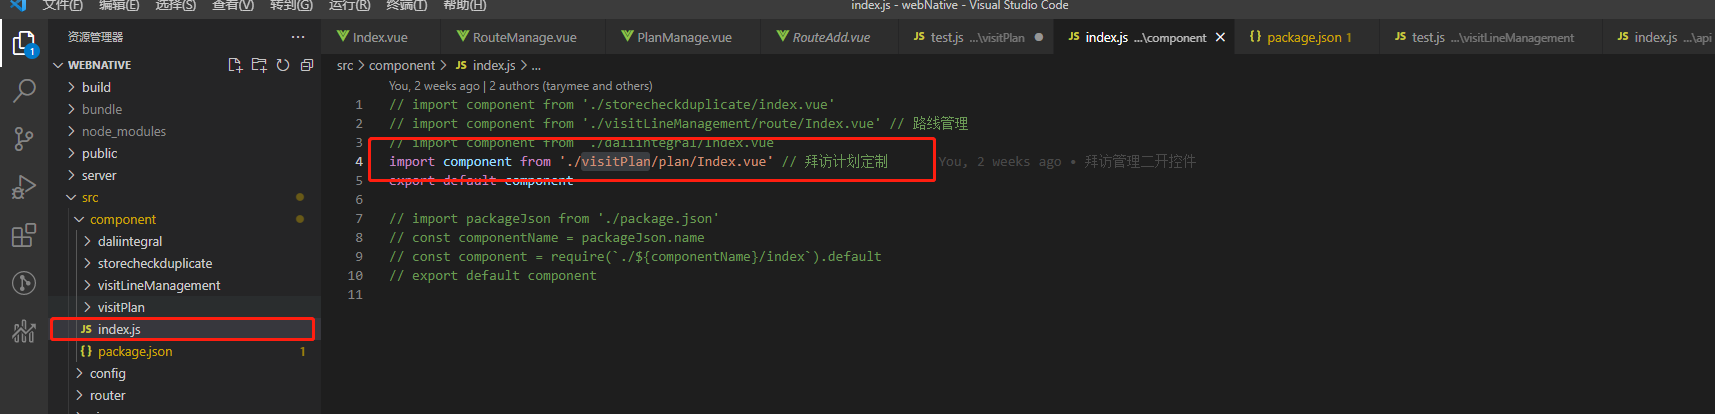 文件(F) 编辑(E) 选择(S) 查看(V) 转到(G) 运行(R) 终端(T) 帮助(H) index.js - webNative - Visual Studio Code
资源管理器 ···
Index.vue RouteManage.vue PlanManage.vue RouteAdd.vue JS test.js ...\visitPlan JS index.js ...\component {} package.json 1 JS test.js ...\visitLineManagement JS index.js ...\api
1
WEBNATIVE
build
bundle
node_modules
public
server
src
component
daliintegral
storecheckduplicate
visitLineManagement
visitPlan
JS index.js
{} package.json 1
config
router
src > component > JS index.js > ...
You, 2 weeks ago | 2 authors (tarymee and others)
1 // import component from './storecheckduplicate/index.vue'
2 // import component from './visitLineManagement/route/Index.vue' // 路线管理
3 // import component from './daliintegral/index.vue
4 import component from './visitPlan/plan/Index.vue' // 拜访计划定制 You, 2 weeks ago • 拜访管理二开控件
5 export default component
6
7 // import packageJson from './package.json'
8 // const componentName = packageJson.name
9 // const component = require(`./${componentName}/index`).default
10 // export default component
11